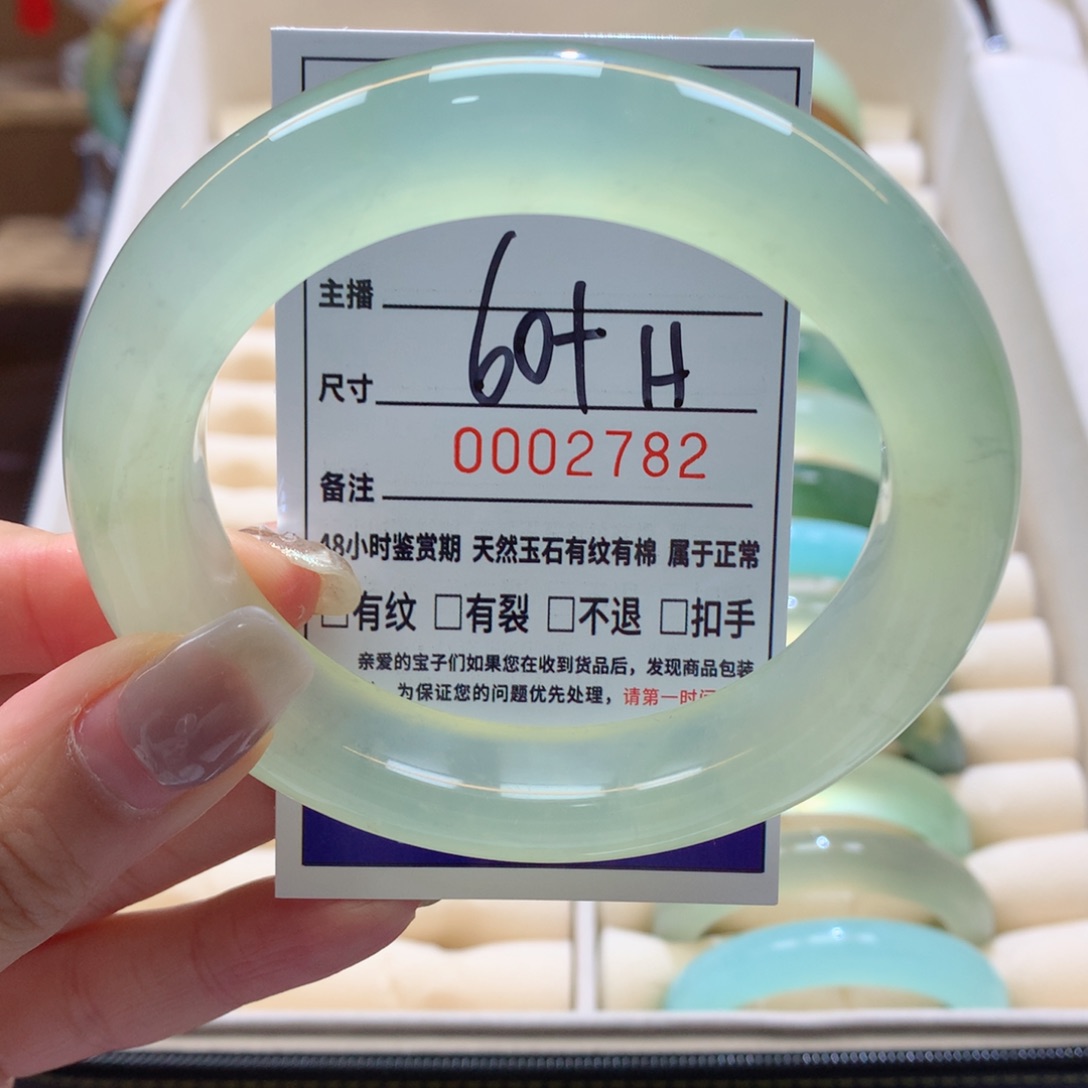 主播
60+ H
尺寸
0002782
备注
48小时鉴赏期 天然玉石有纹有棉 属于正常
□有纹 □有裂 □不退 □扣手
亲爱的宝子们如果您在收到货品后，发现商品包装
为保证您的问题优先处理，请第一时间